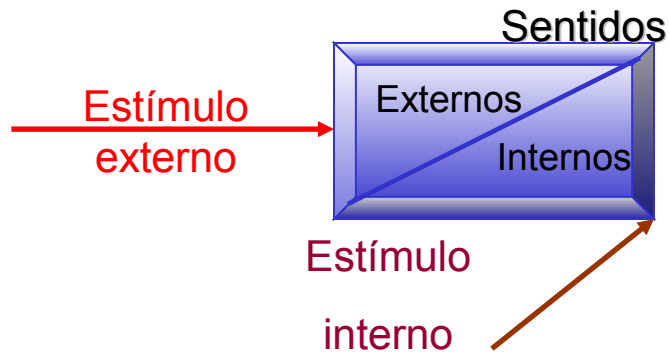 Sentidos
Estímulo
externo
Externos
Internos
Estímulo
interno